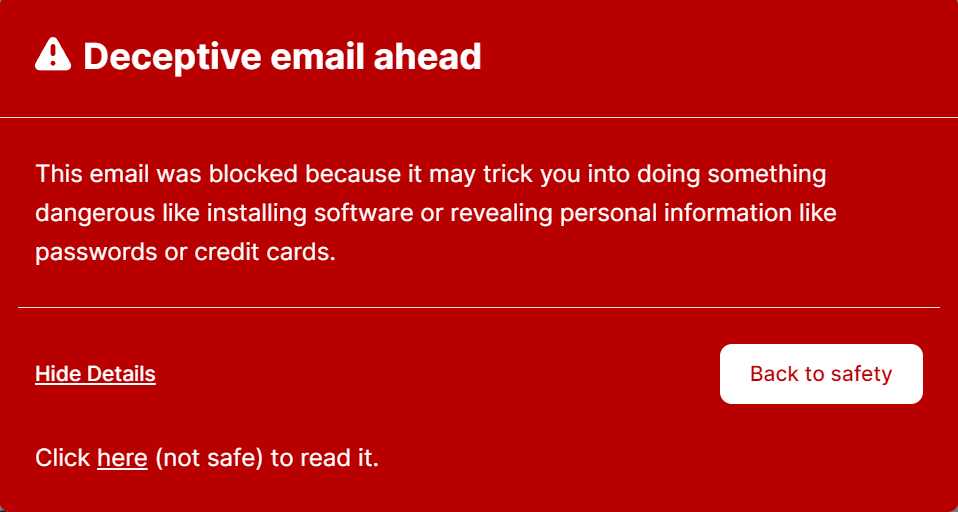 Deceptive email ahead
This email was blocked because it may trick you into doing something
dangerous like installing software or revealing personal information like
passwords or credit cards.
Hide Details
Back to safety
Click here (not safe) to read it.